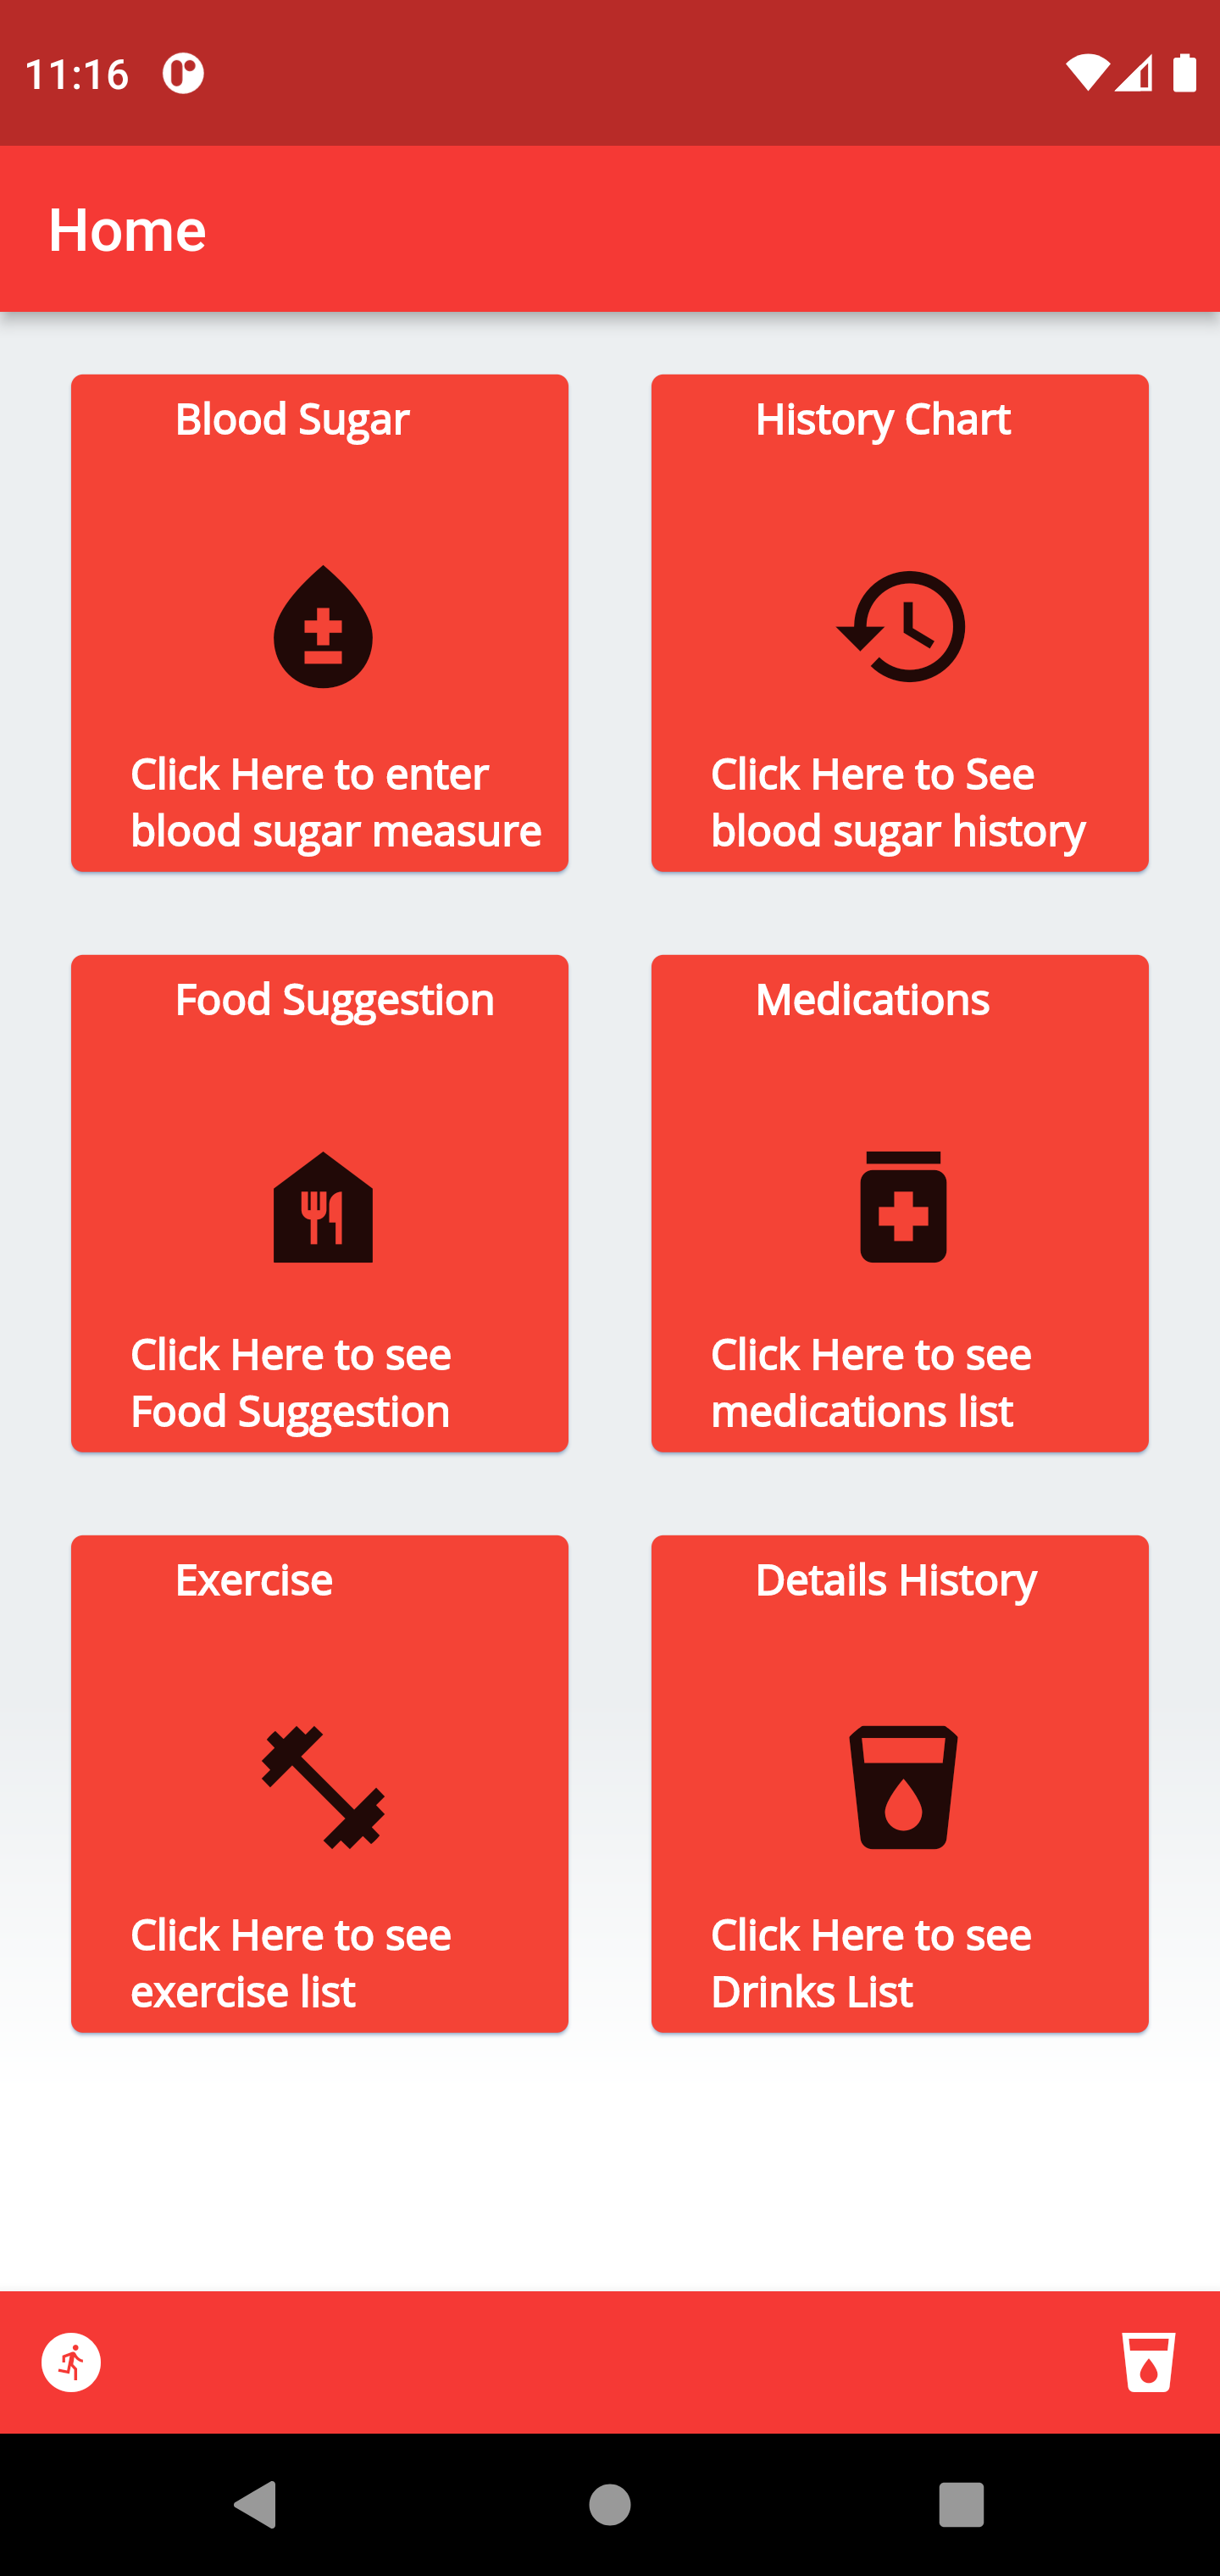 11:16
Home
Blood Sugar
Click Here to enter
blood sugar measure
History Chart
Click Here to See
blood sugar history
Food Suggestion
Click Here to see
Food Suggestion
Medications
Click Here to see
medications list
Exercise
Click Here to see
exercise list
Details History
Click Here to see
Drinks List